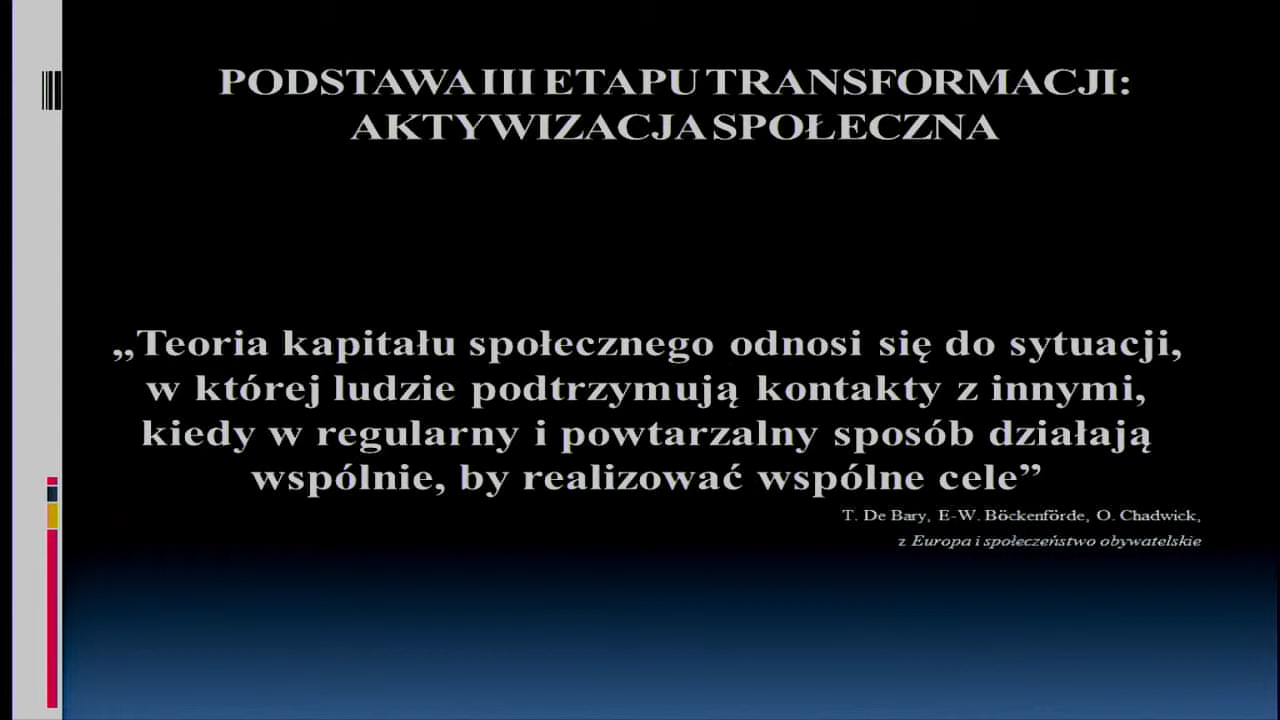 PODSTAWA III ETAPU TRANSFORMACJI:
AKTYWIZACJA SPOŁECZNA
„Teoria kapitału społecznego odnosi się do sytuacji,
w której ludzie podtrzymują kontakty z innymi,
kiedy w regularny i powtarzalny sposób działają
wspólnie, by realizować wspólne cele”
T. De Bary, E-W. Böckenförde, O. Chadwick,
z Europa i społeczeństwo obywatelskie